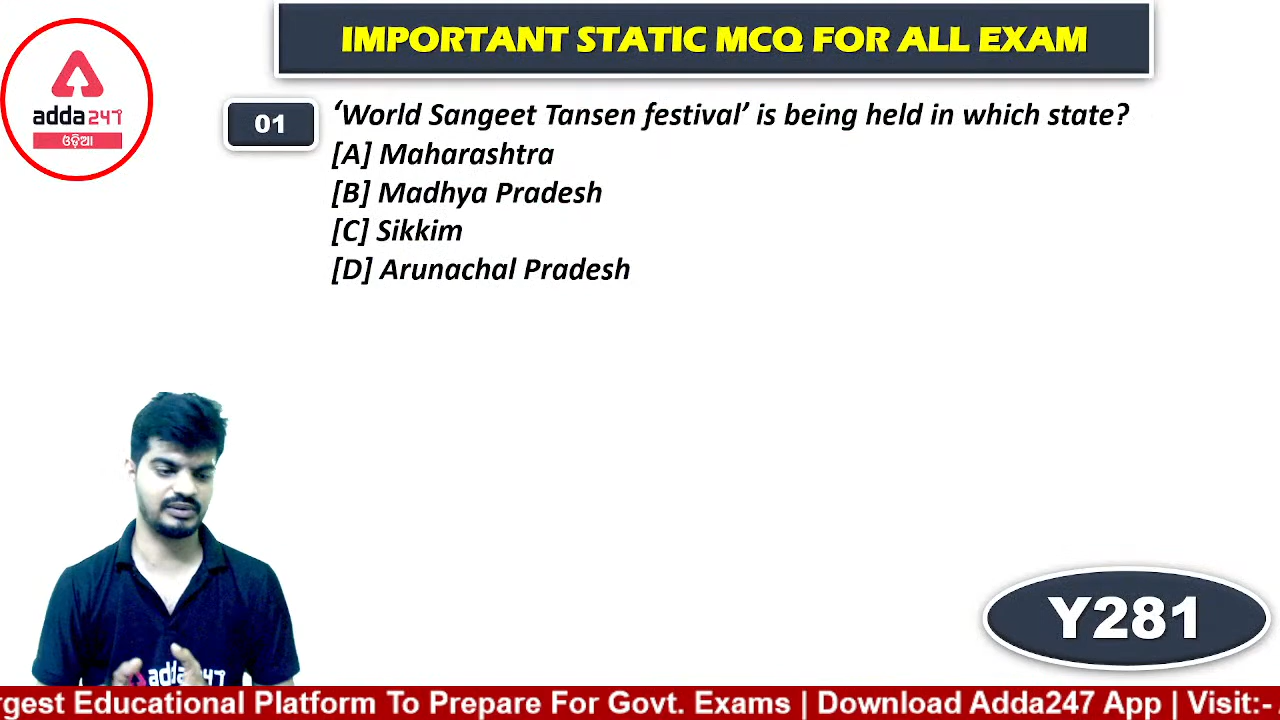 IMPORTANT STATIC MCQ FOR ALL EXAM
adda247
ଓଡ଼ିଆ
01
‘World Sangeet Tansen festival’ is being held in which state?
[A] Maharashtra
[B] Madhya Pradesh
[C] Sikkim
[D] Arunachal Pradesh
adda247
Y281
rgest Educational Platform To Prepare For Govt. Exams | Download Adda247 App | Visit:-